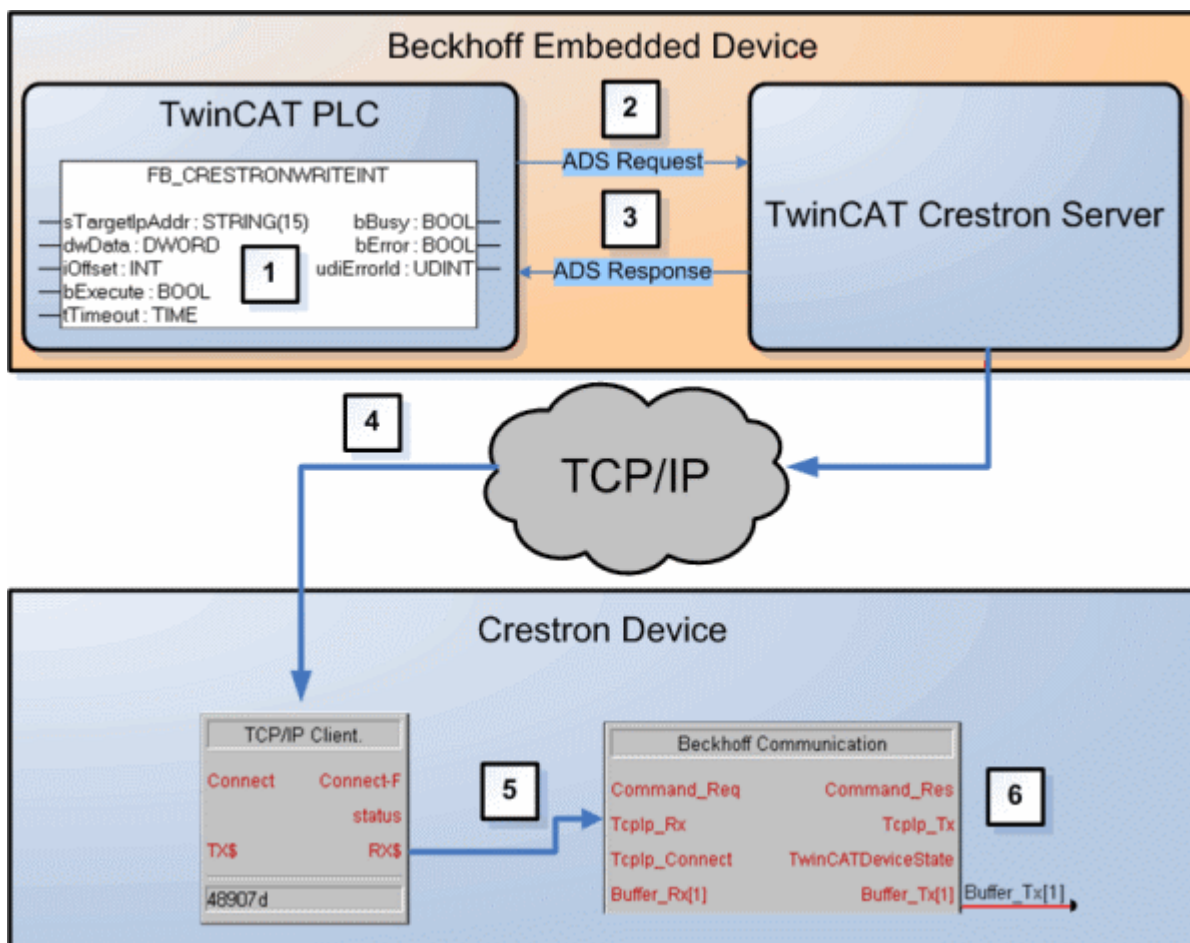 Beckhoff Embedded Device
TwinCAT PLC
FB_CRESTRONWRITEINT
sTargetIpAddr : STRING(15) bBusy : BOOL
dwData : DWORD bError : BOOL
iOffset : INT udiErrorId : UDINT
bExecute : BOOL
tTimeout : TIME
1
2
ADS Request
3
ADS Response
TwinCAT Crestron Server
4
TCP/IP
Crestron Device
TCP/IP Client.
Connect Connect-F
status
TX$ RX$
48907d
5
Beckhoff Communication
Command_Req Command_Res
TcpIp_Rx TcpIp_Tx
TcpIp_Connect TwinCATDeviceState
Buffer_Rx[1] Buffer_Tx[1]
Buffer_Tx[1]
6